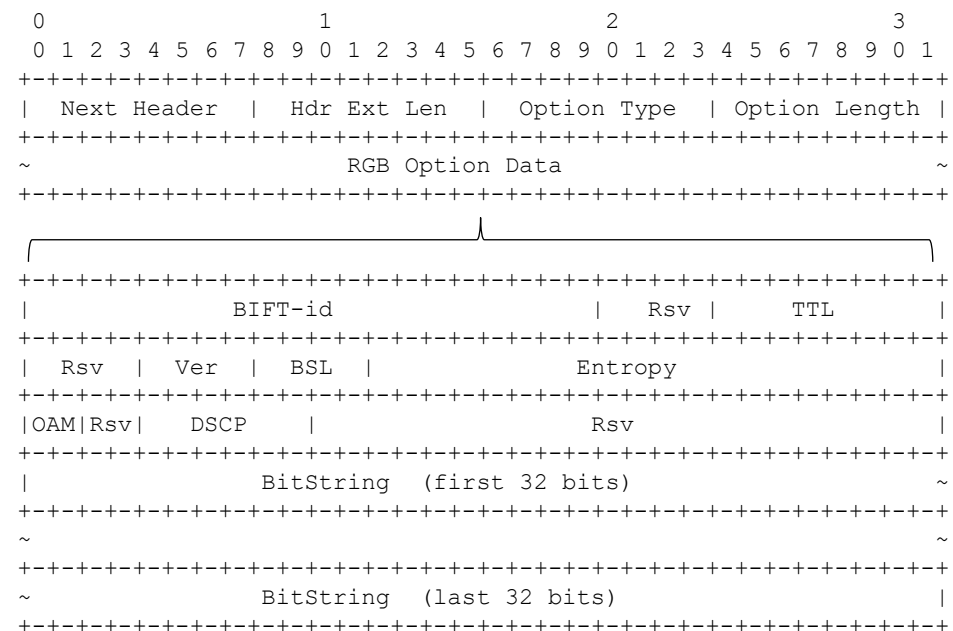 0                   1                   2                   3
 0 1 2 3 4 5 6 7 8 9 0 1 2 3 4 5 6 7 8 9 0 1 2 3 4 5 6 7 8 9 0 1
+-+-+-+-+-+-+-+-+-+-+-+-+-+-+-+-+-+-+-+-+-+-+-+-+-+-+-+-+-+-+-+-+
|  Next Header  |  Hdr Ext Len  |  Option Type  | Option Length |
+-+-+-+-+-+-+-+-+-+-+-+-+-+-+-+-+-+-+-+-+-+-+-+-+-+-+-+-+-+-+-+-+
~                      RGB Option Data                          ~
+-+-+-+-+-+-+-+-+-+-+-+-+-+-+-+-+-+-+-+-+-+-+-+-+-+-+-+-+-+-+-+-+
+-+-+-+-+-+-+-+-+-+-+-+-+-+-+-+-+-+-+-+-+-+-+-+-+-+-+-+-+-+-+-+-+
|              BIFT-id                  |  Rsv  |     TTL       |
+-+-+-+-+-+-+-+-+-+-+-+-+-+-+-+-+-+-+-+-+-+-+-+-+-+-+-+-+-+-+-+-+
|  Rsv  |  Ver  |  BSL  |              Entropy                  |
+-+-+-+-+-+-+-+-+-+-+-+-+-+-+-+-+-+-+-+-+-+-+-+-+-+-+-+-+-+-+-+-+
|OAM|Rsv|   DSCP    |                   Rsv                     |
+-+-+-+-+-+-+-+-+-+-+-+-+-+-+-+-+-+-+-+-+-+-+-+-+-+-+-+-+-+-+-+-+
|                BitString  (first 32 bits)                     ~
+-+-+-+-+-+-+-+-+-+-+-+-+-+-+-+-+-+-+-+-+-+-+-+-+-+-+-+-+-+-+-+-+
~                                                               ~
+-+-+-+-+-+-+-+-+-+-+-+-+-+-+-+-+-+-+-+-+-+-+-+-+-+-+-+-+-+-+-+-+
~                BitString  (last 32 bits)                      |
+-+-+-+-+-+-+-+-+-+-+-+-+-+-+-+-+-+-+-+-+-+-+-+-+-+-+-+-+-+-+-+-+